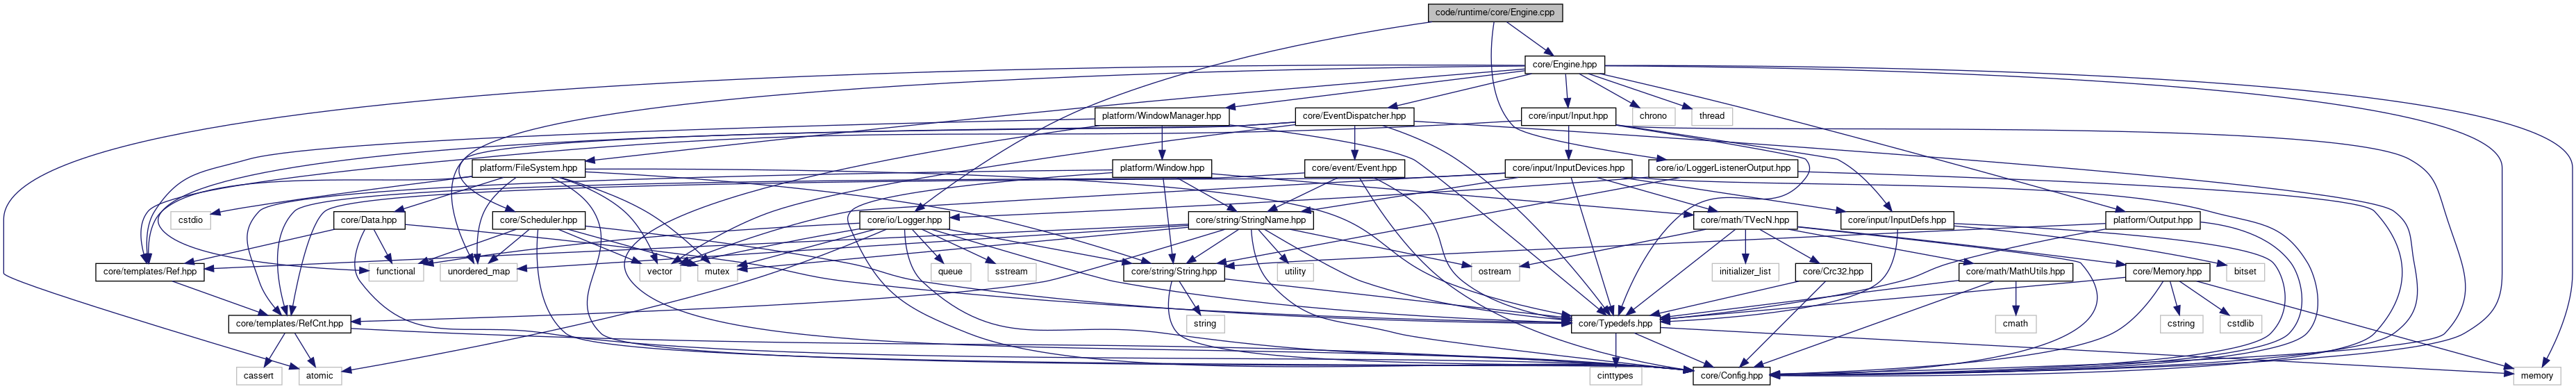 code/runtime/core/Engine.cpp
core/Engine.hpp
platform/WindowManager.hpp
core/EventDispatcher.hpp
core/input/Input.hpp
chrono
thread
platform/FileSystem.hpp
platform/Window.hpp
core/event/Event.hpp
core/input/InputDevices.hpp
core/io/LoggerListenerOutput.hpp
cstdio
core/Data.hpp
core/Scheduler.hpp
core/io/Logger.hpp
core/string/StringName.hpp
core/math/TVecN.hpp
core/input/InputDefs.hpp
platform/Output.hpp
core/templates/Ref.hpp
functional
unordered_map
vector
mutex
queue
sstream
core/string/String.hpp
utility
ostream
initializer_list
core/Crc32.hpp
core/math/MathUtils.hpp
core/Memory.hpp
bitset
core/templates/RefCnt.hpp
string
core/Typedefs.hpp
cmath
cstring
cstdlib
cassert
atomic
cinttypes
core/Config.hpp
memory